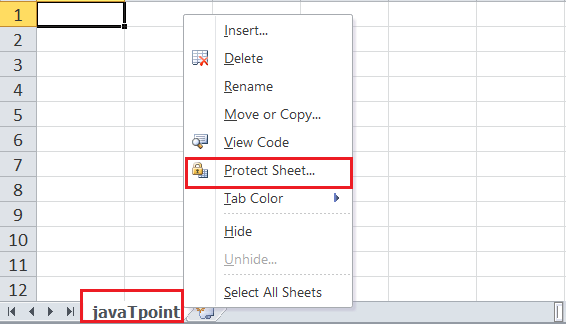 1
2
3
4
5
6
7
8
9
10
11
12
Insert...
Delete
Rename
Move or Copy...
View Code
Protect Sheet...
Tab Color
Hide
Unhide...
Select All Sheets
javaTpoint